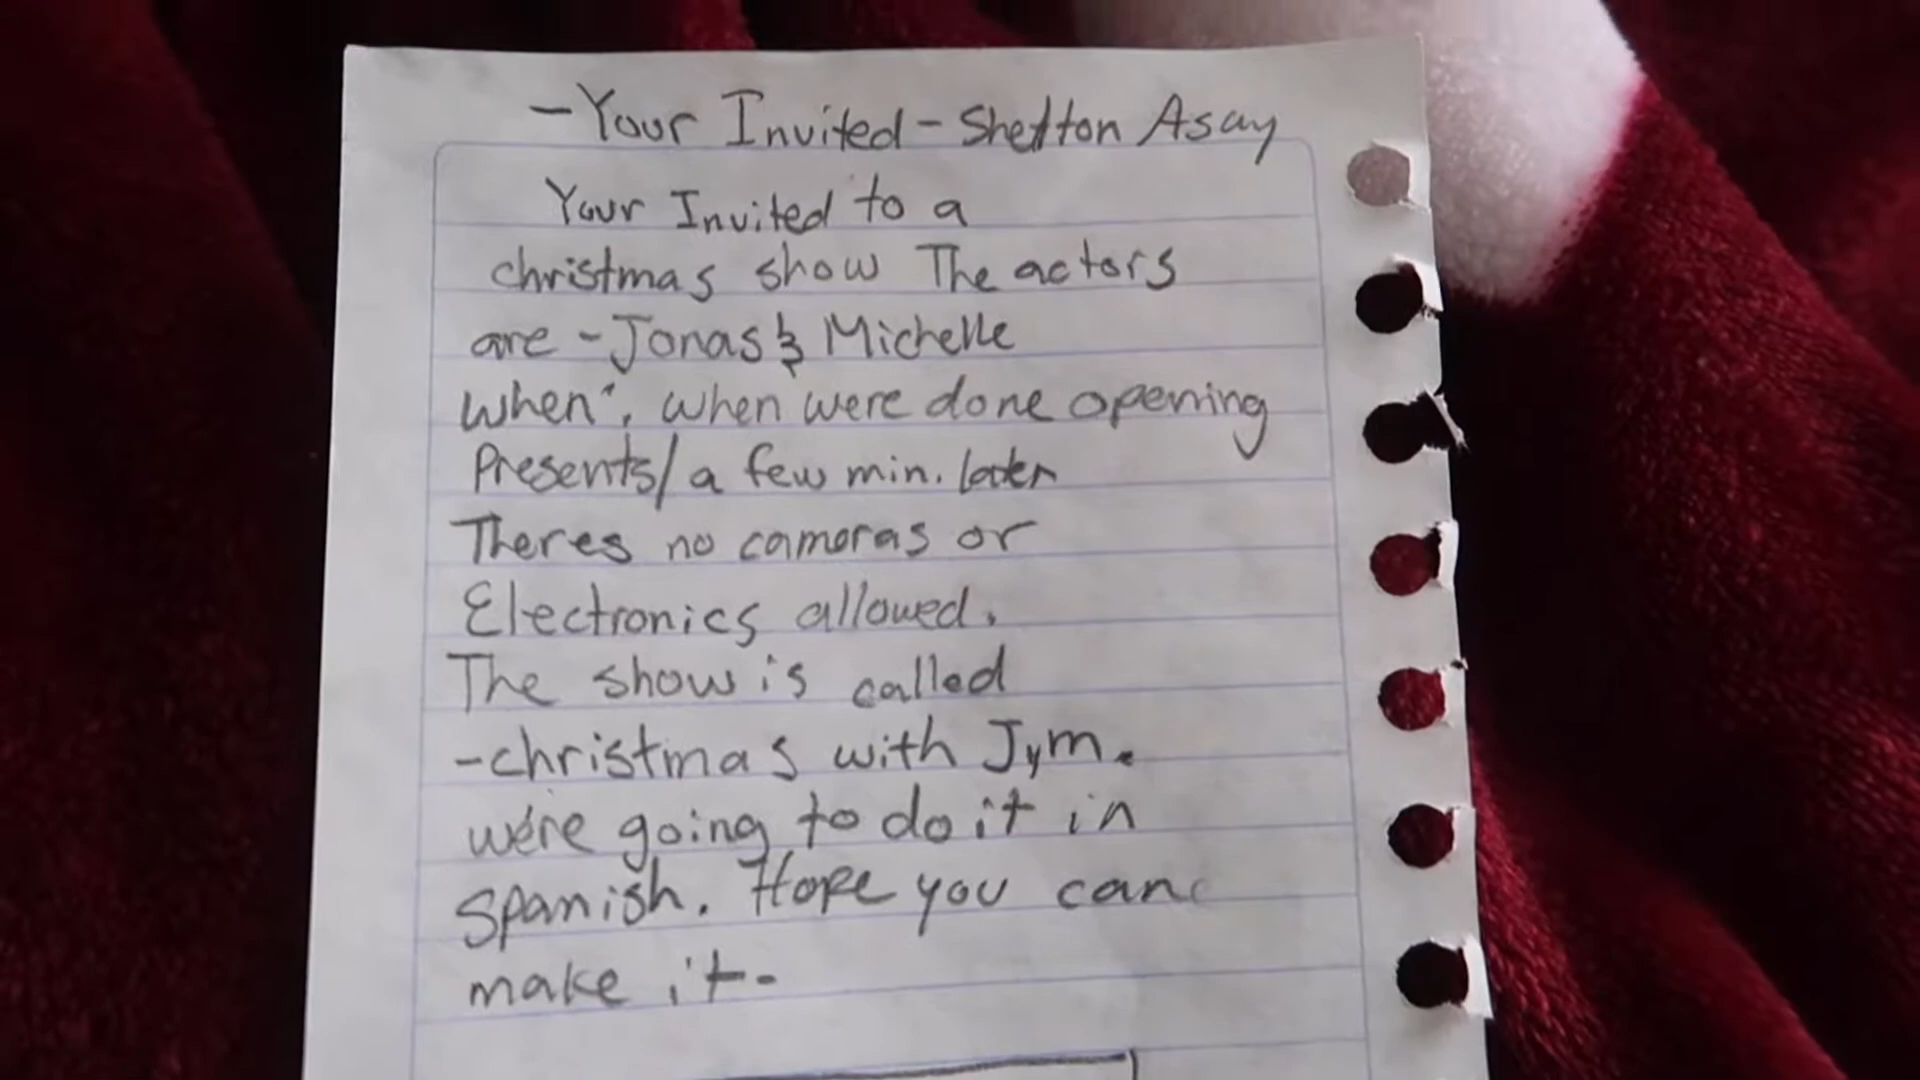 -Your Invited- Shelton Asay
Your Invited to a
christmas show The actors
are - Jonas & Michelle
when: when were done opening
Presents/a few min. later
Theres no cameras or
Electronics allowed.
The show is called
-christmas with Jym.
we're going to do it in
Spanish. Hope you can
make it-